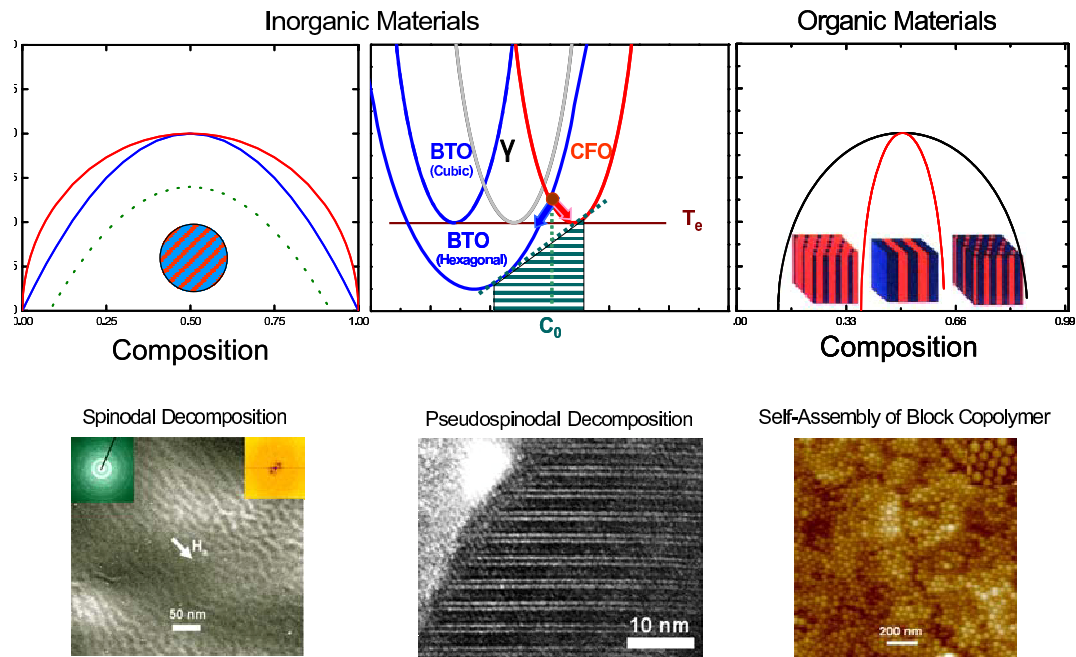 Inorganic Materials
Organic Materials
0.00
0.25
0.50
0.75
1.00
Composition
BTO
(Cubic)
γ
CFO
BTO
(Hexagonal)
T_e
C_0
.00
0.33
0.66
0.99
Composition
Spinodal Decomposition
Pseudospinodal Decomposition
Self-Assembly of Block Copolymer
50 nm
10 nm
200 nm